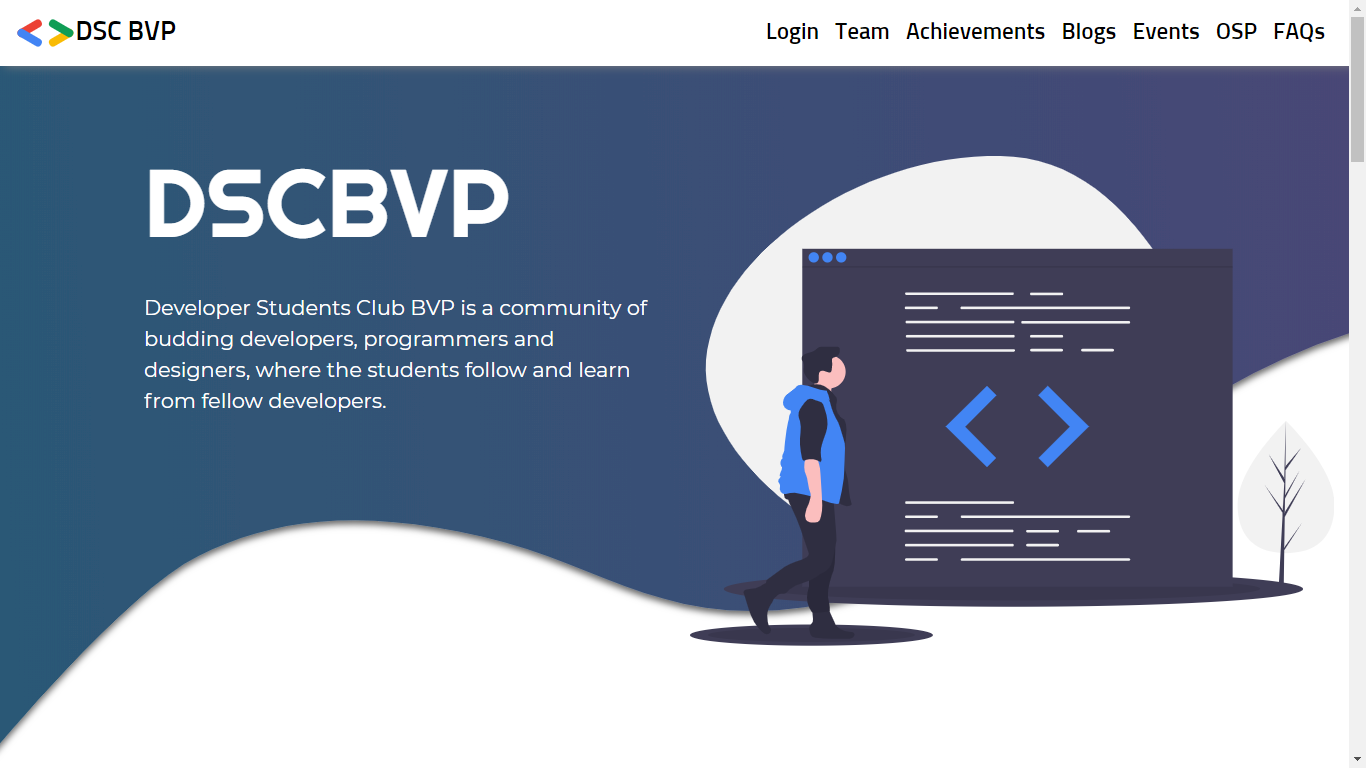 DSC BVP
Login Team Achievements Blogs Events OSP FAQs
DSCBVP
Developer Students Club BVP is a community of
budding developers, programmers and
designers, where the students follow and learn
from fellow developers.